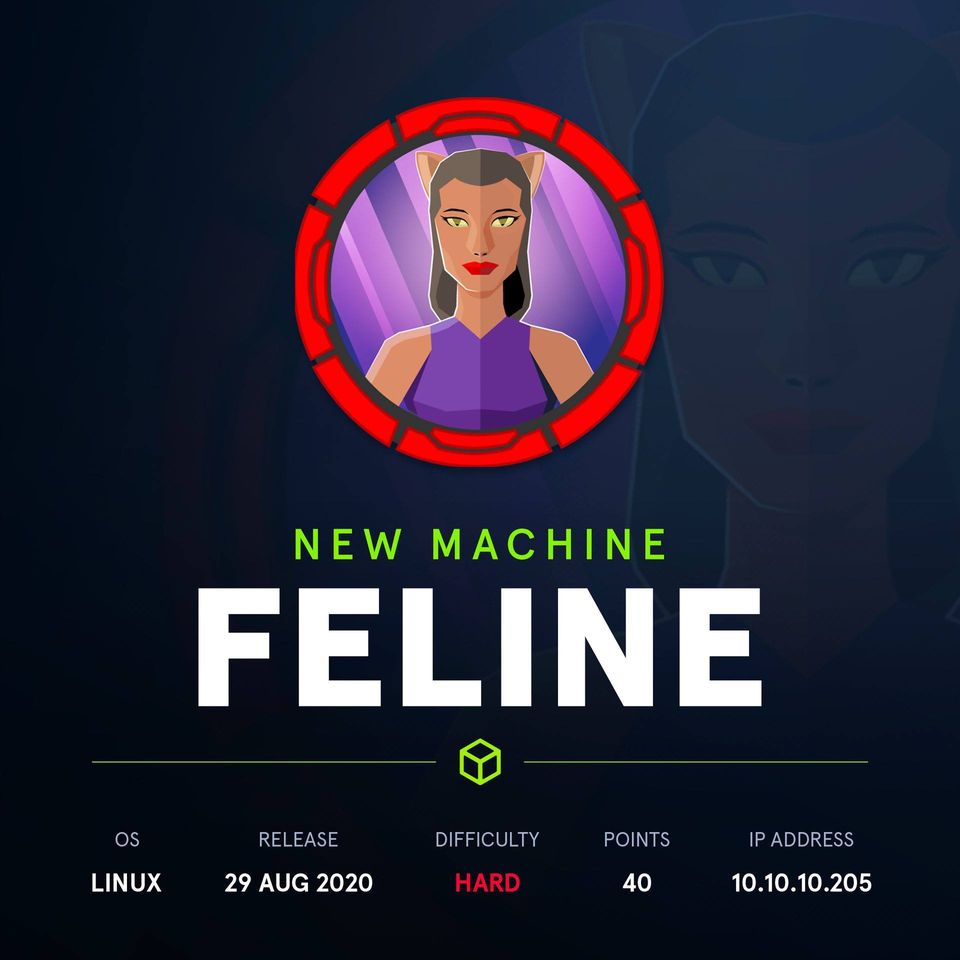 NEW MACHINE
FELINE
OS RELEASE DIFFICULTY POINTS IP ADDRESS
LINUX 29 AUG 2020 HARD 40 10.10.10.205